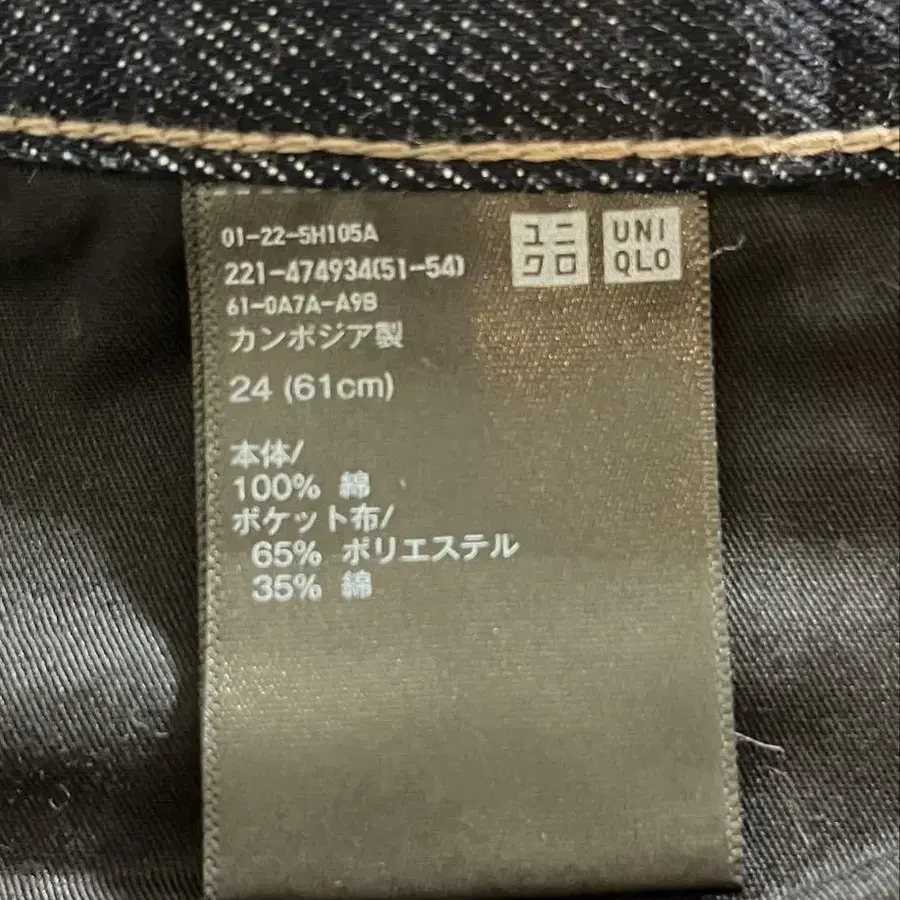 01-22-5H105A
221-474934(51-54)
61-0A7A-A9B
カンボジア製
24 (61cm)
本体/
100% 綿
ポケット布/
65% ポリエステル
35% 綿
ユニ
クロ
UNI
QLO